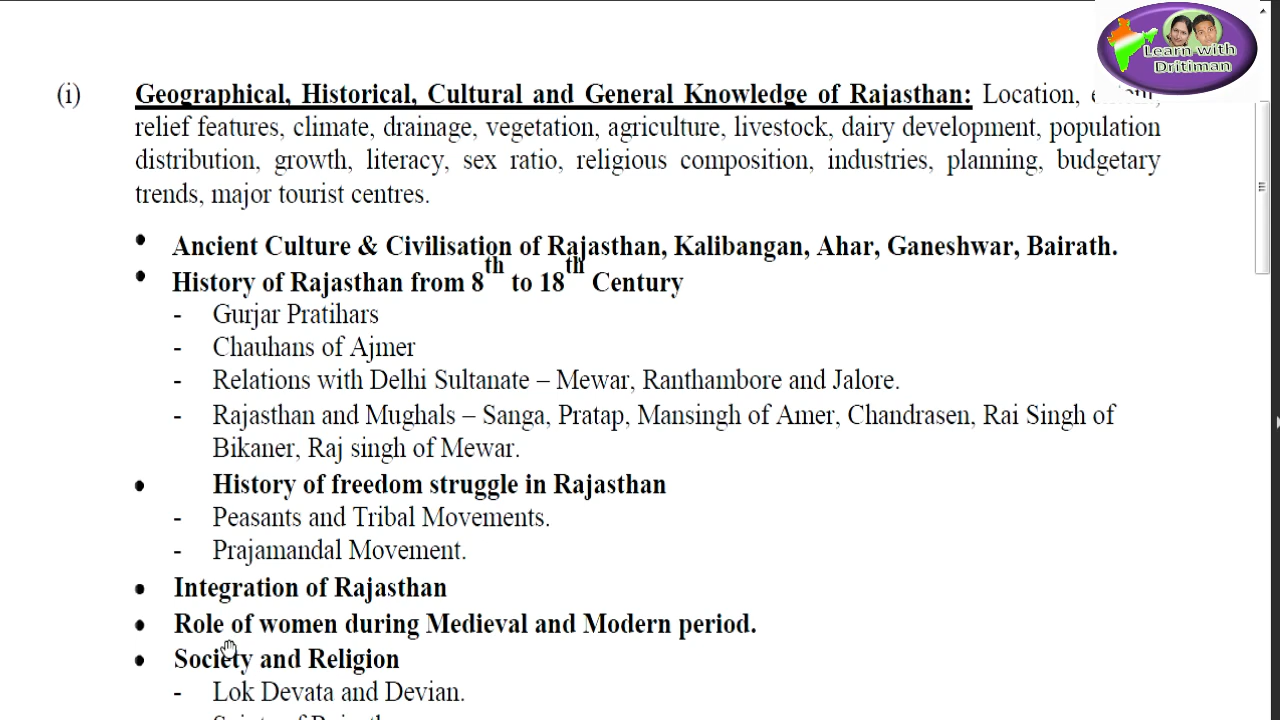 Learn with
Dritiman
(i) Geographical, Historical, Cultural and General Knowledge of Rajasthan: Location,
relief features, climate, drainage, vegetation, agriculture, livestock, dairy development, population
distribution, growth, literacy, sex ratio, religious composition, industries, planning, budgetary
trends, major tourist centres.
• Ancient Culture & Civilisation of Rajasthan, Kalibangan, Ahar, Ganeshwar, Bairath.
• History of Rajasthan from 8th to 18th Century
- Gurjar Pratihars
- Chauhans of Ajmer
- Relations with Delhi Sultanate – Mewar, Ranthambore and Jalore.
- Rajasthan and Mughals – Sanga, Pratap, Mansingh of Amer, Chandrasen, Rai Singh of
Bikaner, Raj singh of Mewar.
• History of freedom struggle in Rajasthan
- Peasants and Tribal Movements.
- Prajamandal Movement.
• Integration of Rajasthan
• Role of women during Medieval and Modern period.
• Society and Religion
- Lok Devata and Devian.